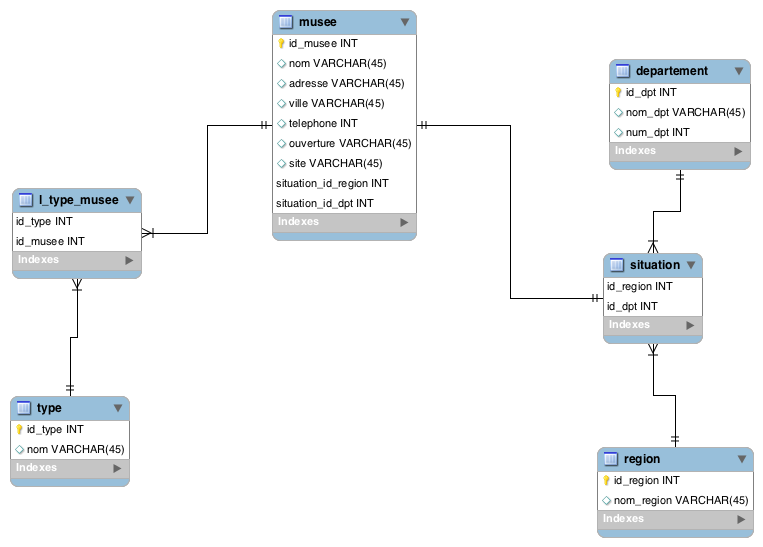 musee
id_musee INT
nom VARCHAR(45)
adresse VARCHAR(45)
ville VARCHAR(45)
telephone INT
ouverture VARCHAR(45)
site VARCHAR(45)
situation_id_region INT
situation_id_dpt INT
Indexes
departement
id_dpt INT
nom_dpt VARCHAR(45)
num_dpt INT
Indexes
l_type_musee
id_type INT
id_musee INT
Indexes
situation
id_region INT
id_dpt INT
Indexes
type
id_type INT
nom VARCHAR(45)
Indexes
region
id_region INT
nom_region VARCHAR(45)
Indexes